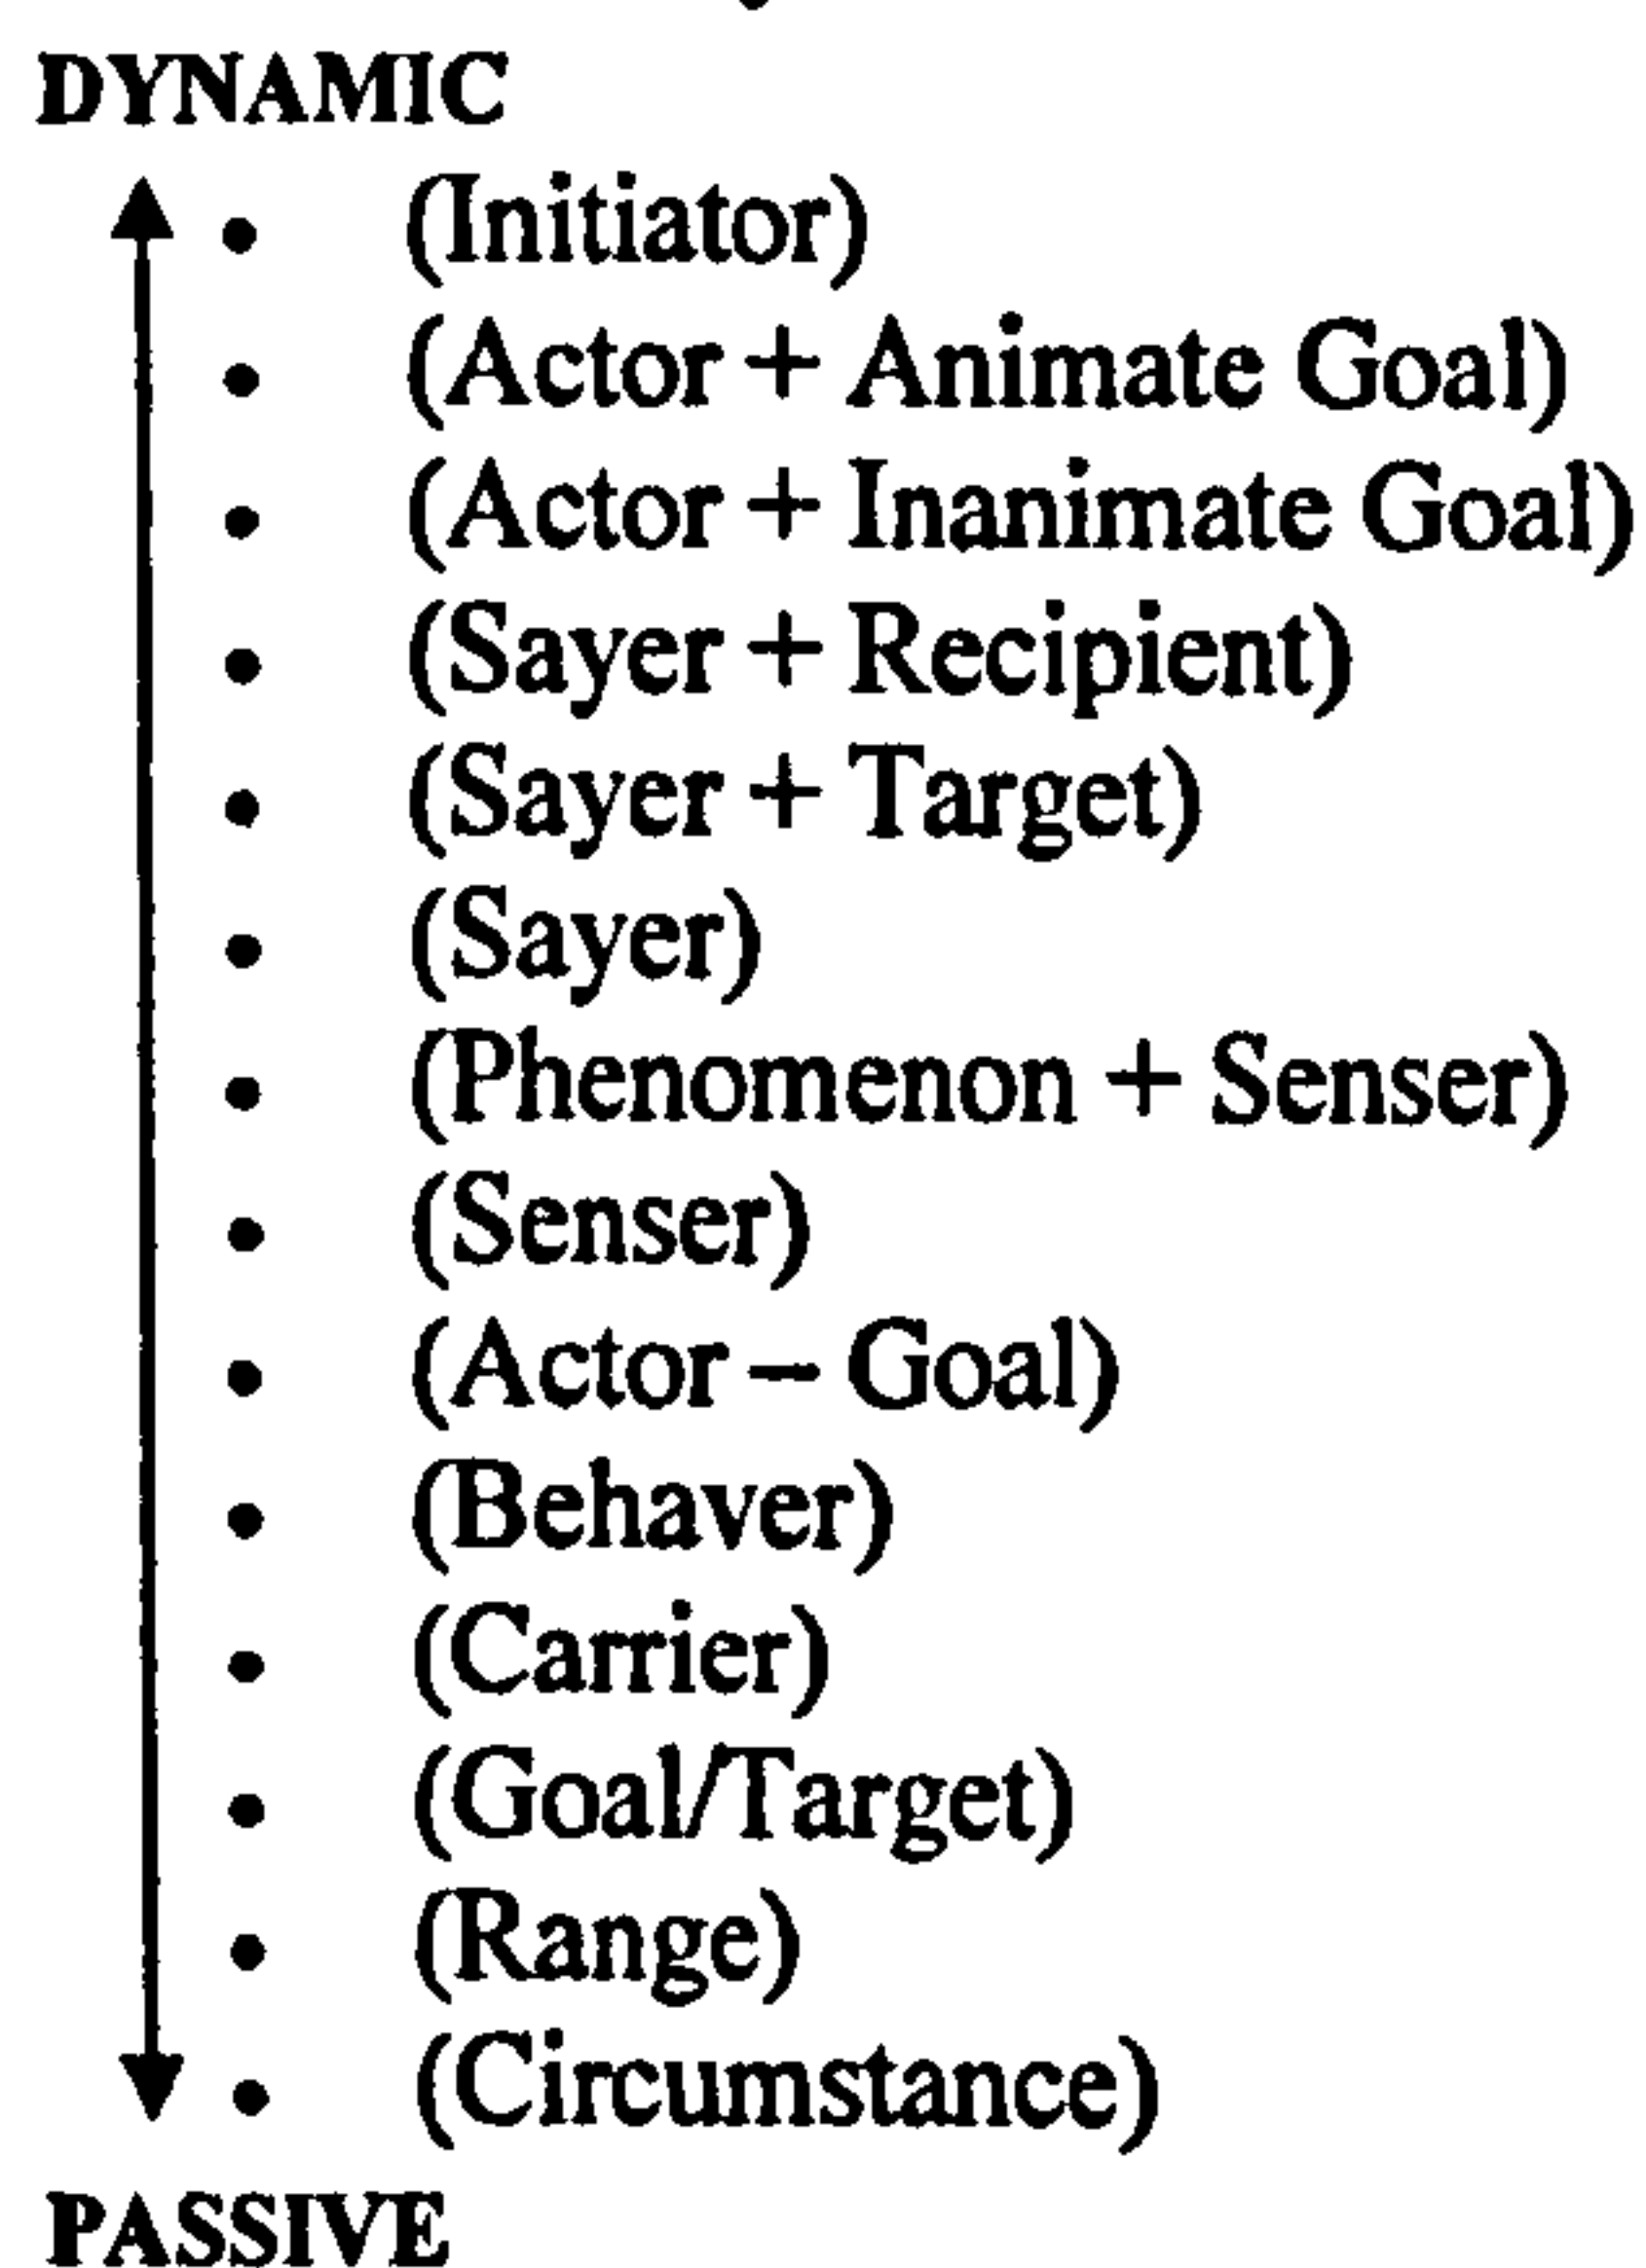 DYNAMIC
• (Initiator)
• (Actor + Animate Goal)
• (Actor + Inanimate Goal)
• (Sayer + Recipient)
• (Sayer + Target)
• (Sayer)
• (Phenomenon + Senser)
• (Senser)
• (Actor – Goal)
• (Behaver)
• (Carrier)
• (Goal/Target)
• (Range)
• (Circumstance)
PASSIVE